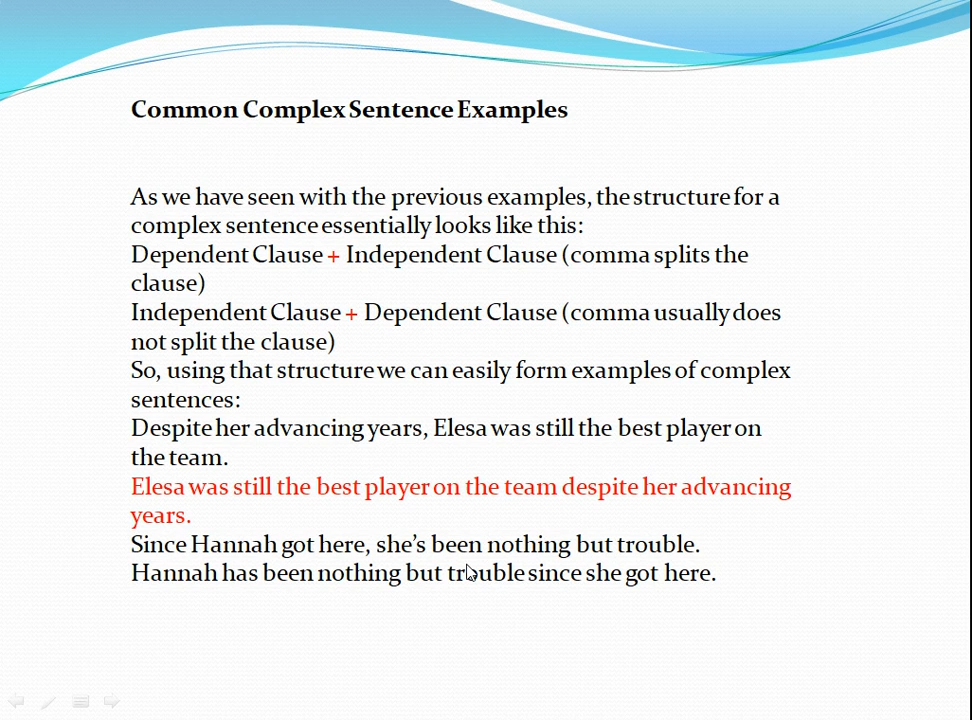 Common Complex Sentence Examples
As we have seen with the previous examples, the structure for a
complex sentence essentially looks like this:
Dependent Clause + Independent Clause (comma splits the
clause)
Independent Clause + Dependent Clause (comma usually does
not split the clause)
So, using that structure we can easily form examples of complex
sentences:
Despite her advancing years, Elesa was still the best player on
the team.
Elesa was still the best player on the team despite her advancing
years.
Since Hannah got here, she’s been nothing but trouble.
Hannah has been nothing but trouble since she got here.